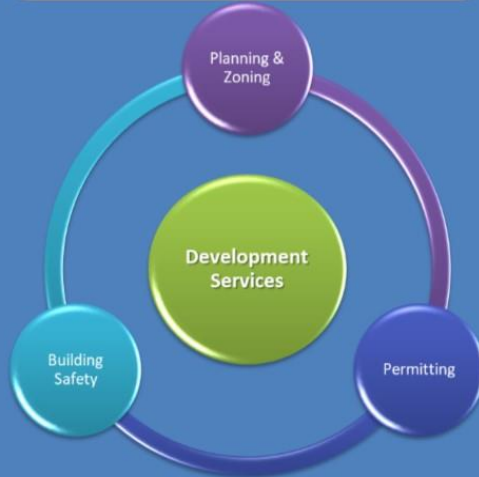 Planning &
Zoning
Development
Services
Building
Safety
Permitting